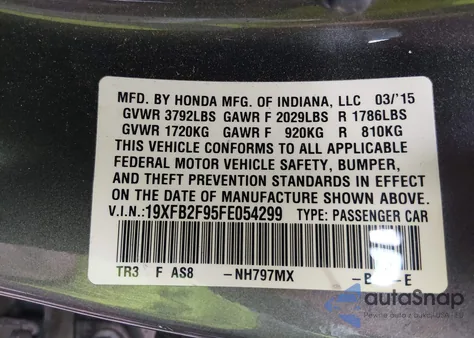 MFD. BY HONDA MFG. OF INDIANA, LLC 03/'15
GVWR 3792LBS GAWR F 2029LBS R 1786LBS
GVWR 1720KG GAWR F 920KG R 810KG
THIS VEHICLE CONFORMS TO ALL APPLICABLE
FEDERAL MOTOR VEHICLE SAFETY, BUMPER,
AND THEFT PREVENTION STANDARDS IN EFFECT
ON THE DATE OF MANUFACTURE SHOWN ABOVE.
V.I.N.: 19XFB2F95FE054299 TYPE: PASSENGER CAR
TR3 F AS8 -NH797MX -E
autoSnap